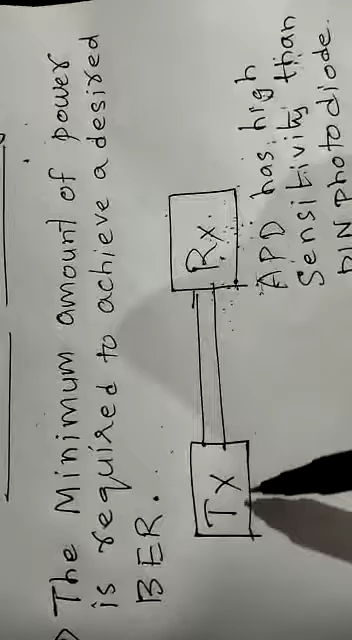 The Minimum amount of power
is required to achieve a desired
BER.
Tx
Rx.
APD has high
Sensitivity than
PIN photodiode.